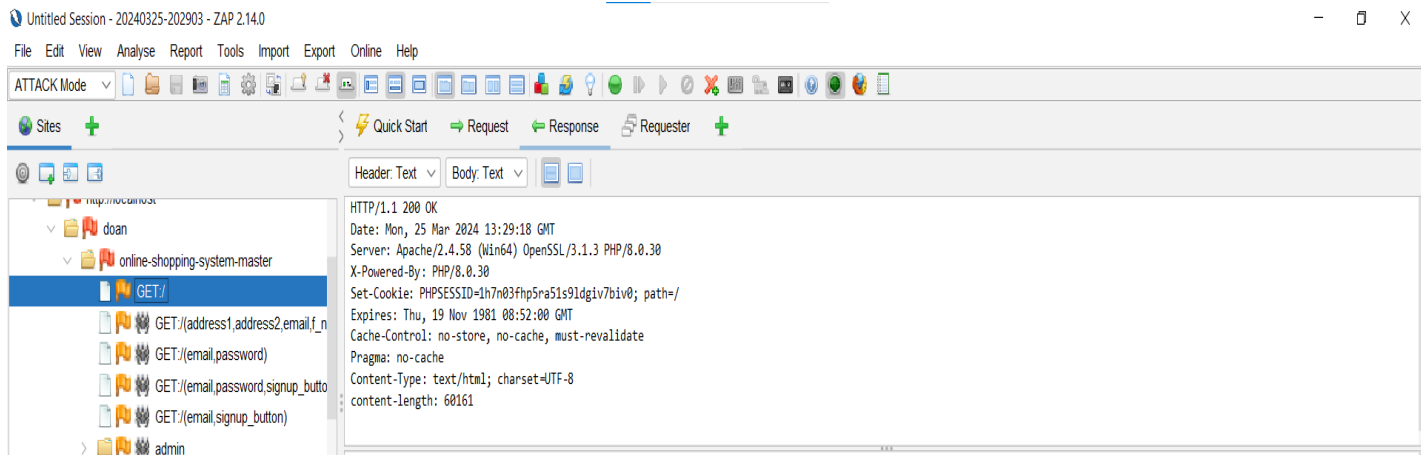 Untitled Session - 20240325-202903 - ZAP 2.14.0
File Edit View Analyse Report Tools Import Export Online Help
ATTACK Mode
Sites
Quick Start Request Response Requester
Header: Text Body: Text
http://localhost
doan
online-shopping-system-master
GET:/
GET:/(address1,address2,email,f_n
GET:/(email,password)
GET:/(email,password,signup_butto
GET:/(email,signup_button)
admin
HTTP/1.1 200 OK
Date: Mon, 25 Mar 2024 13:29:18 GMT
Server: Apache/2.4.58 (Win64) OpenSSL/3.1.3 PHP/8.0.30
X-Powered-By: PHP/8.0.30
Set-Cookie: PHPSESSID=1h7n03fhp5ra51s9ldgiv7biv0; path=/
Expires: Thu, 19 Nov 1981 08:52:00 GMT
Cache-Control: no-store, no-cache, must-revalidate
Pragma: no-cache
Content-Type: text/html; charset=UTF-8
content-length: 60161